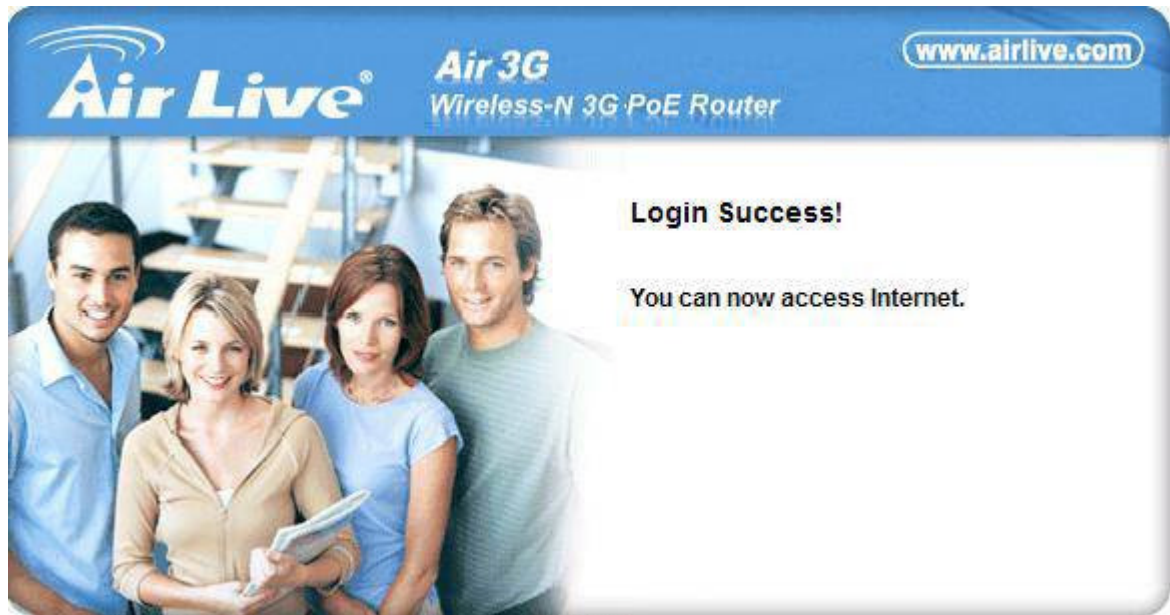 Air Live®
Air 3G
Wireless-N 3G PoE Router
www.airlive.com
Login Success!
You can now access Internet.